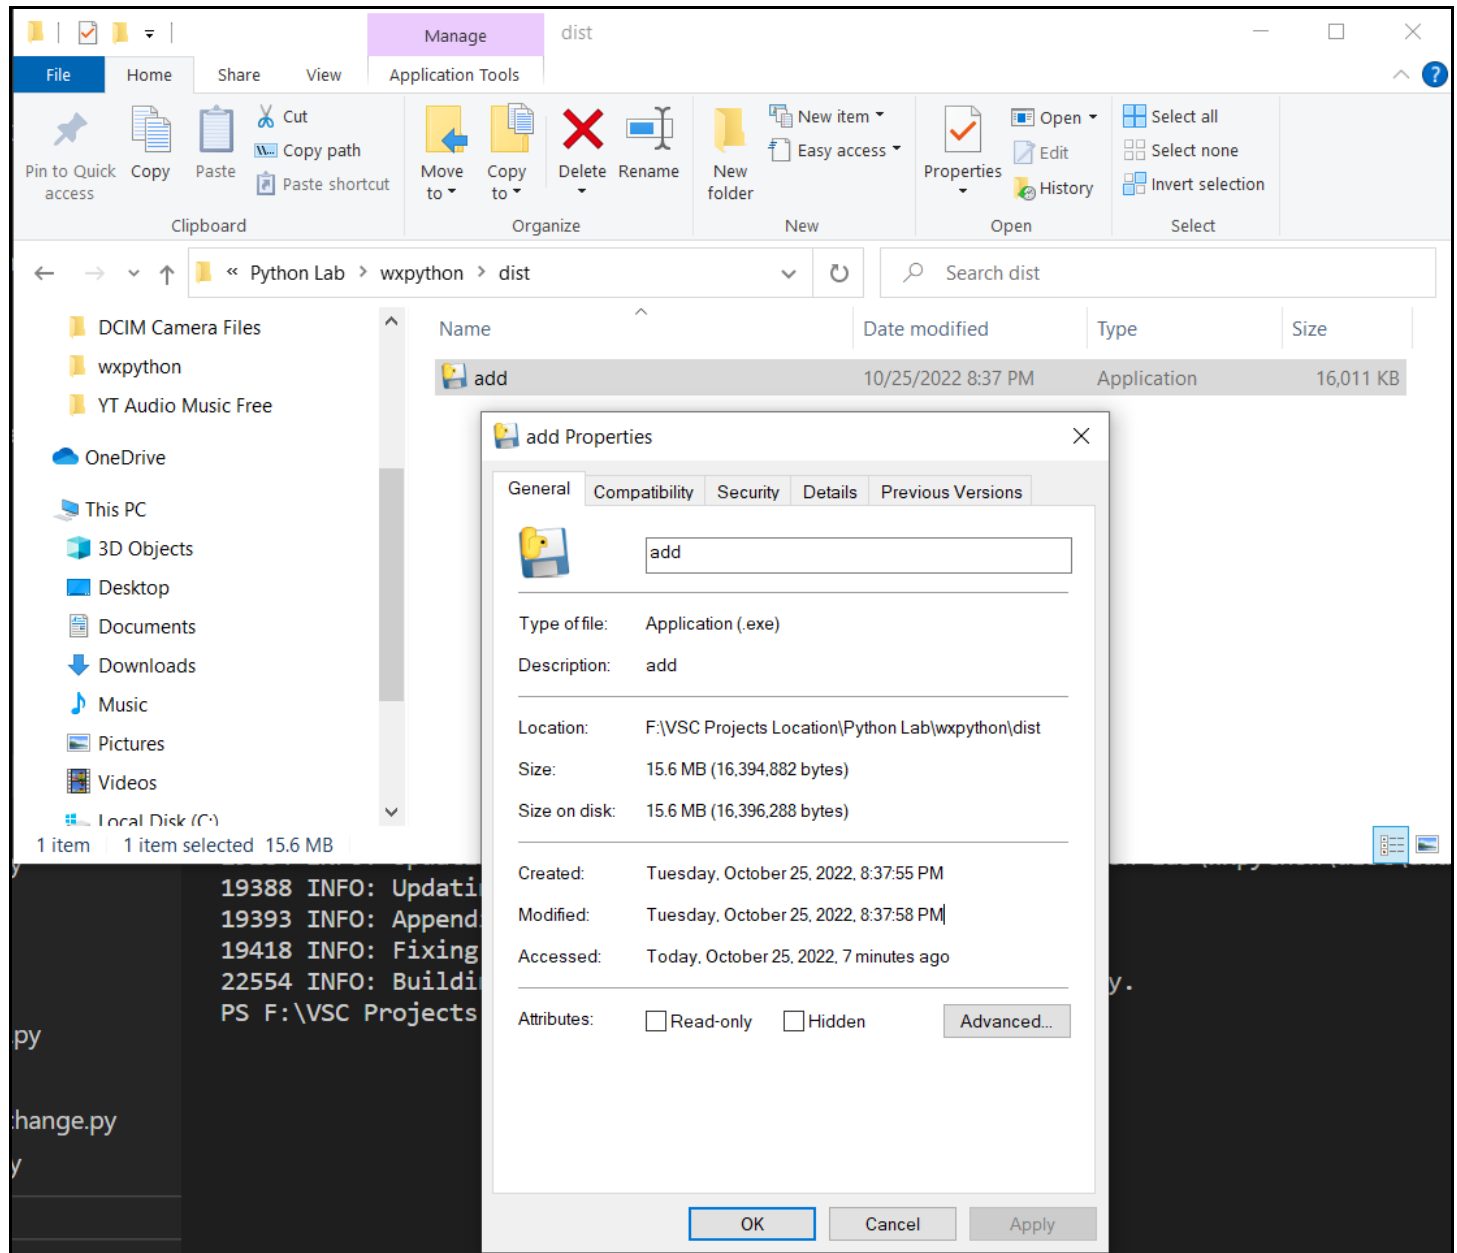 Manage
dist
File
Home
Share
View
Application Tools
Pin to Quick access
Copy
Paste
Cut
Copy path
Paste shortcut
Clipboard
Move to
Copy to
Delete
Rename
Organize
New folder
New item
Easy access
New
Properties
Open
Edit
History
Open
Select all
Select none
Invert selection
Select
« Python Lab > wxpython > dist
Search dist
DCIM Camera Files
wxpython
YT Audio Music Free
OneDrive
This PC
3D Objects
Desktop
Documents
Downloads
Music
Pictures
Videos
Local Disk (C:)
Name
Date modified
Type
Size
add
10/25/2022 8:37 PM
Application
16,011 KB
1 item
1 item selected 15.6 MB
add Properties
General
Compatibility
Security
Details
Previous Versions
add
Type of file: Application (.exe)
Description: add
Location: F:\VSC Projects Location\Python Lab\wxpython\dist
Size: 15.6 MB (16,394,882 bytes)
Size on disk: 15.6 MB (16,396,288 bytes)
Created: Tuesday, October 25, 2022, 8:37:55 PM
Modified: Tuesday, October 25, 2022, 8:37:58 PM
Accessed: Today, October 25, 2022, 7 minutes ago
Attributes: Read-only Hidden Advanced...
OK
Cancel
Apply
19388 INFO: Updatin
19393 INFO: Appendi
19418 INFO: Fixing
22554 INFO: Buildin y.
PS F:\VSC Projects
.py
hange.py
y